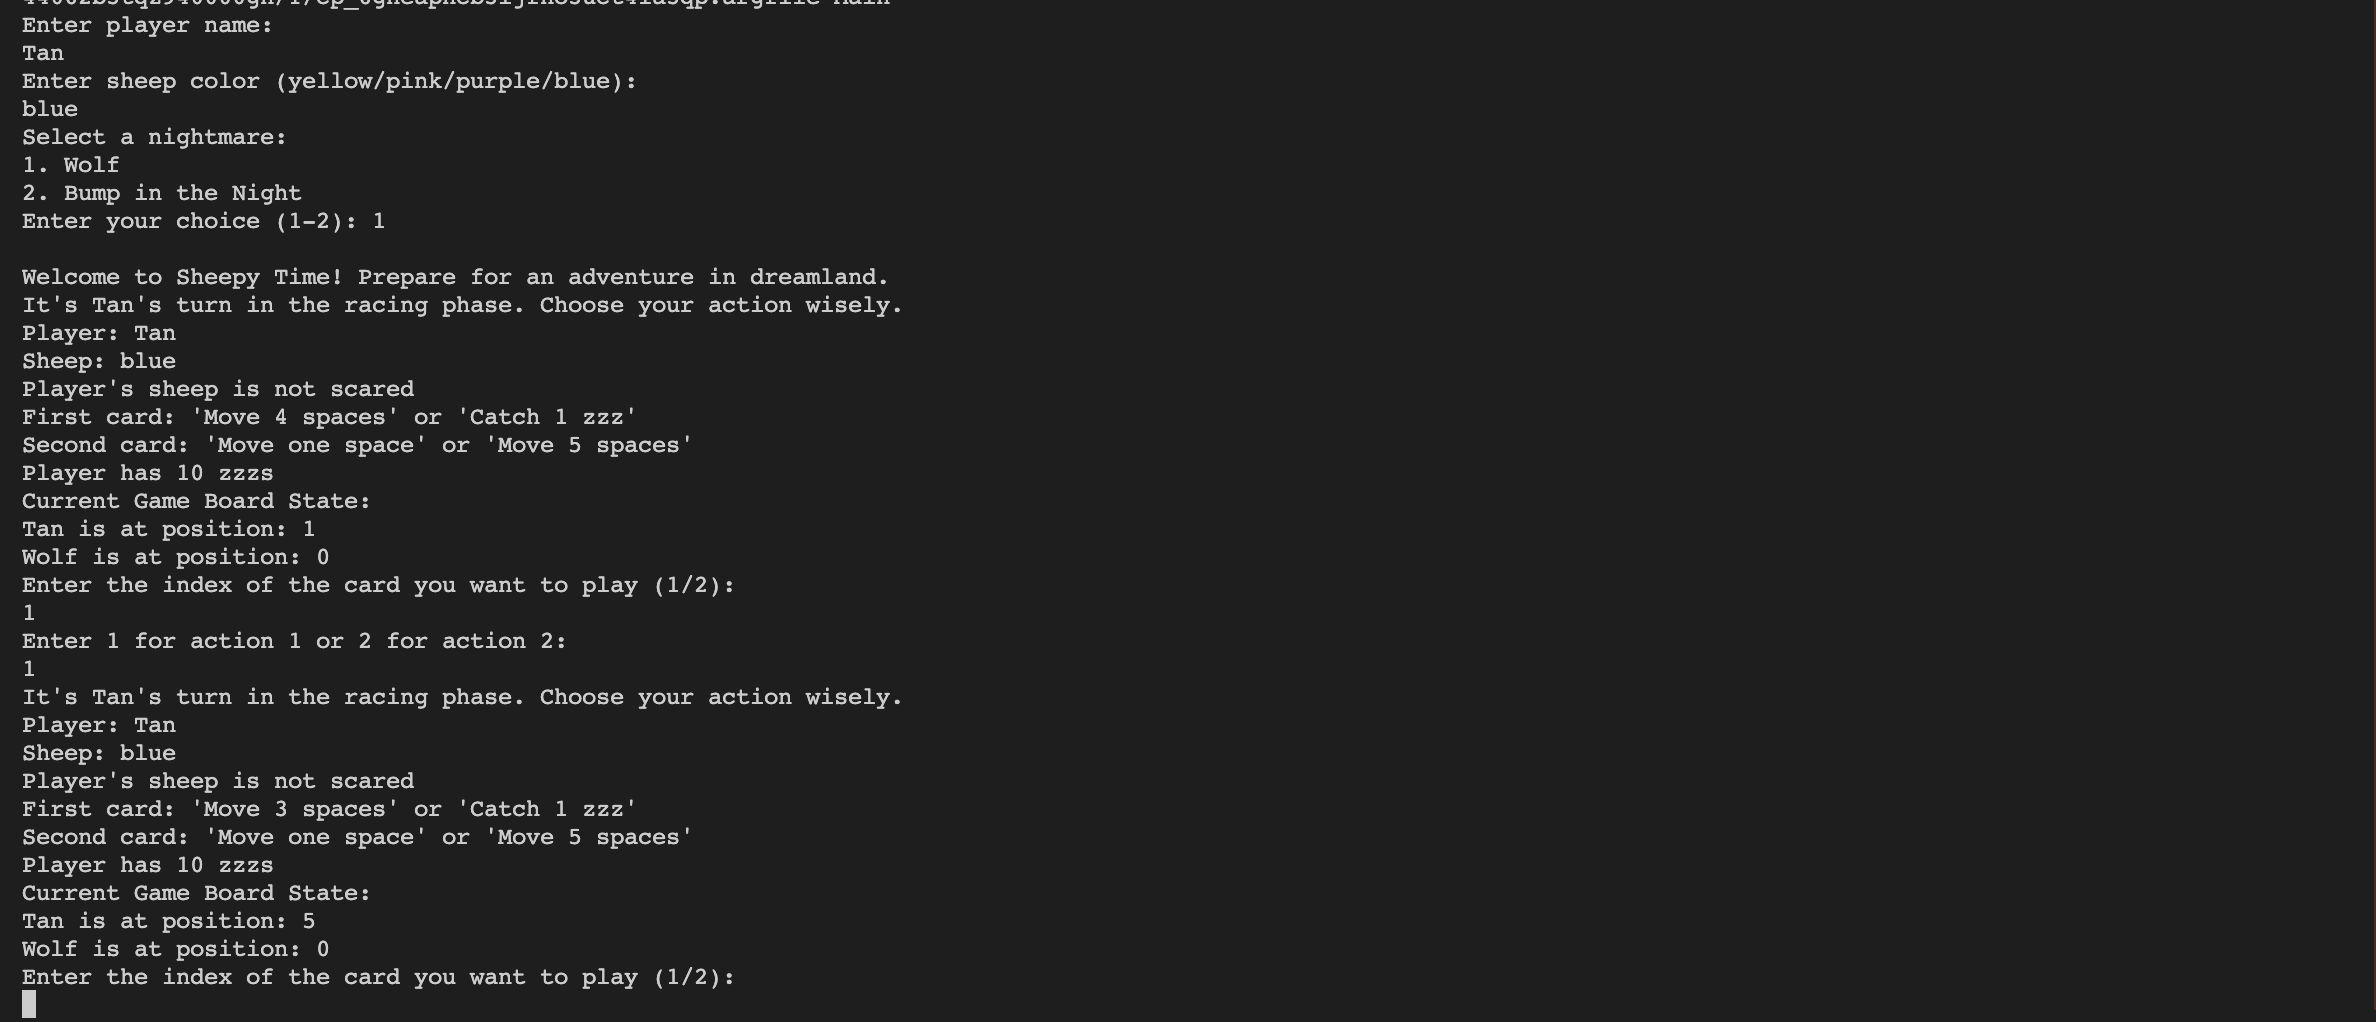 Enter player name:
Tan
Enter sheep color (yellow/pink/purple/blue):
blue
Select a nightmare:
1. Wolf
2. Bump in the Night
Enter your choice (1-2): 1
Welcome to Sheepy Time! Prepare for an adventure in dreamland.
It's Tan's turn in the racing phase. Choose your action wisely.
Player: Tan
Sheep: blue
Player's sheep is not scared
First card: 'Move 4 spaces' or 'Catch 1 zzz'
Second card: 'Move one space' or 'Move 5 spaces'
Player has 10 zzzs
Current Game Board State:
Tan is at position: 1
Wolf is at position: 0
Enter the index of the card you want to play (1/2):
1
Enter 1 for action 1 or 2 for action 2:
1
It's Tan's turn in the racing phase. Choose your action wisely.
Player: Tan
Sheep: blue
Player's sheep is not scared
First card: 'Move 3 spaces' or 'Catch 1 zzz'
Second card: 'Move one space' or 'Move 5 spaces'
Player has 10 zzzs
Current Game Board State:
Tan is at position: 5
Wolf is at position: 0
Enter the index of the card you want to play (1/2):